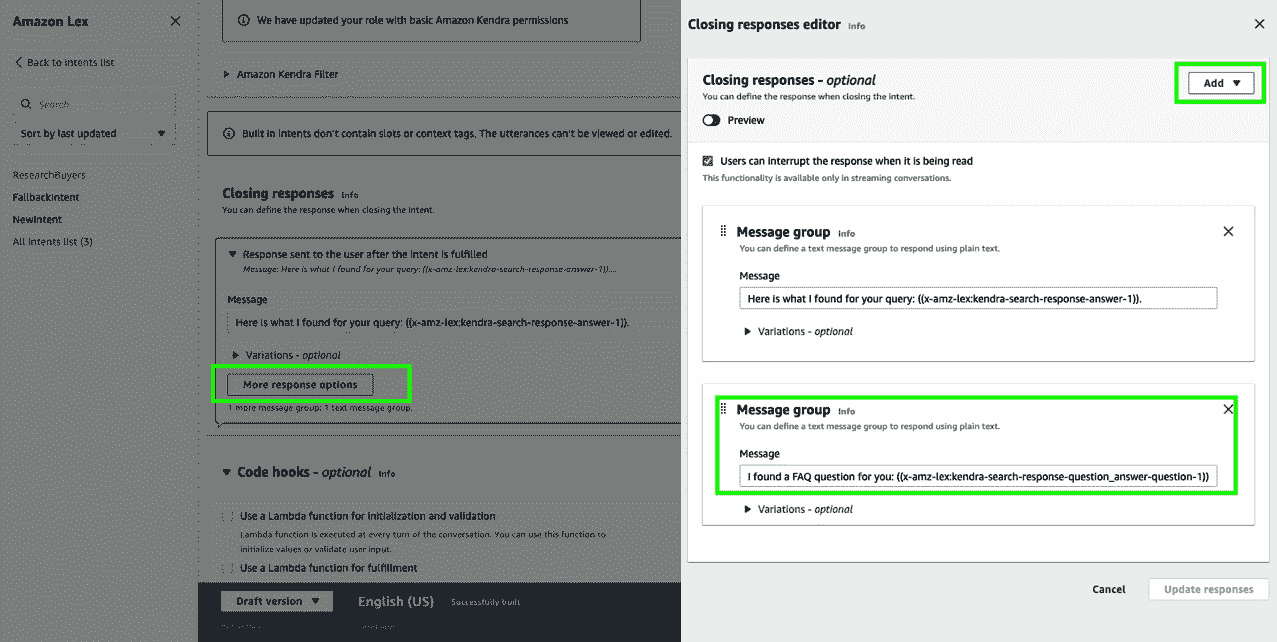 Amazon Lex
Back to intents list
Search
Sort by last updated
ResearchBuyers
FallbackIntent
NewIntent
All intents list (3)
We have updated your role with basic Amazon Kendra permissions
Amazon Kendra Filter
Built in intents don't contain slots or context tags. The utterances can't be viewed or edited.
Closing responses Info
You can define the response when closing the intent.
Response sent to the user after the intent is fulfilled
Message: Here is what I found for your query: ((x-amz-lex:kendra-search-response-answer-1))....
Message
Here is what I found for your query: ((x-amz-lex:kendra-search-response-answer-1)).
Variations - optional
More response options
1 more message group: 1 text message group.
Code hooks - optional Info
Use a Lambda function for initialization and validation
Lambda function is executed at every turn of the conversation. You can use this function to
initialize values or validate user input.
Use a Lambda function for fulfillment
Draft version
English (US)
Successfully built
Closing responses editor Info
Closing responses - optional
Add
You can define the response when closing the intent.
Preview
Users can interrupt the response when it is being read
This functionality is available only in streaming conversations.
Message group Info
You can define a text message group to respond using plain text.
Message
Here is what I found for your query: ((x-amz-lex:kendra-search-response-answer-1)).
Variations - optional
Message group Info
You can define a text message group to respond using plain text.
Message
I found a FAQ question for you: ((x-amz-lex:kendra-search-response-question_answer-question-1))
Variations - optional
Cancel
Update responses